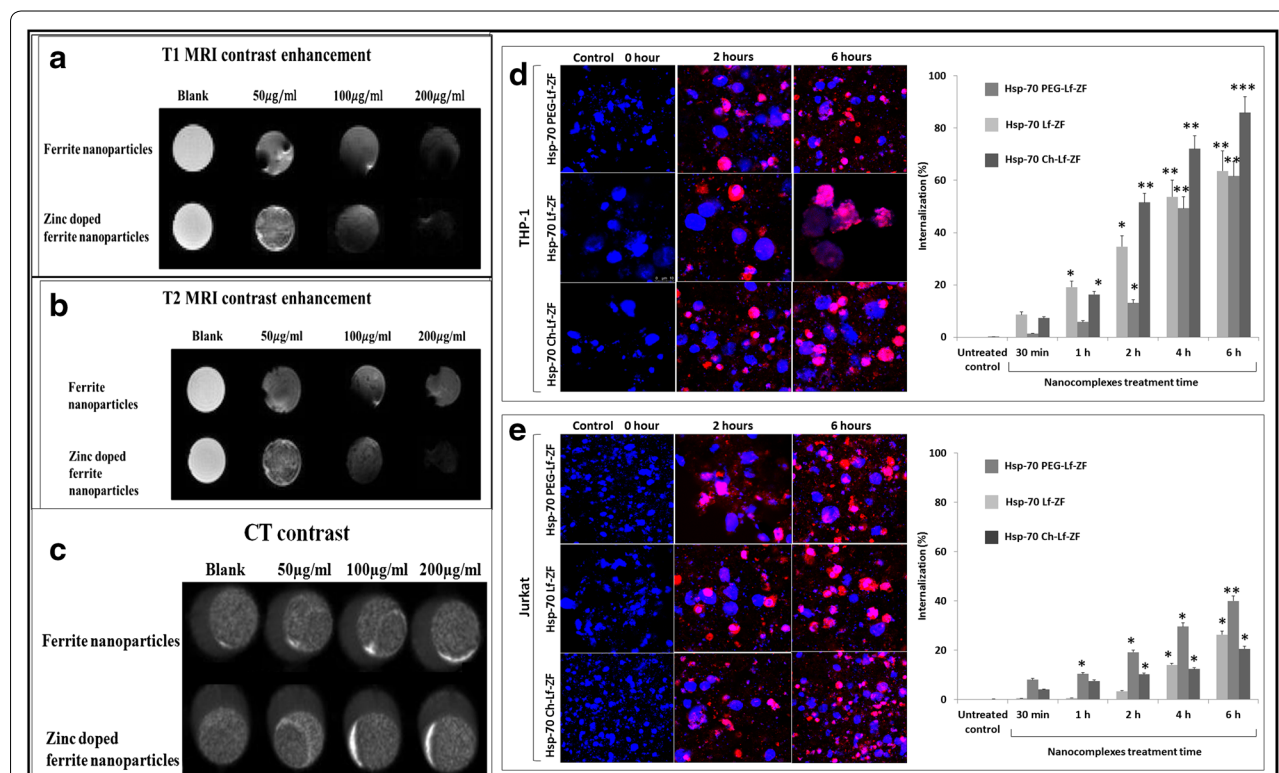 a
T1 MRI contrast enhancement
Blank
50µg/ml
100µg/ml
200µg/ml
Ferrite nanoparticles
Zinc doped
ferrite nanoparticles
b
T2 MRI contrast enhancement
Blank
50µg/ml
100µg/ml
200µg/ml
Ferrite
nanoparticles
Zinc doped
ferrite
nanoparticles
c
CT contrast
Blank
50µg/ml
100µg/ml
200µg/ml
Ferrite nanoparticles
Zinc doped
ferrite nanoparticles
d
Control 0 hour
2 hours
6 hours
THP-1
Hsp-70 PEG-Lf-ZF
Hsp-70 Lf-ZF
Hsp-70 Ch-Lf-ZF
Internalization (%)
100
80
60
40
20
0
Hsp-70 PEG-Lf-ZF
Hsp-70 Lf-ZF
Hsp-70 Ch-Lf-ZF
*
*
*
*
**
**
**
**
**
**
***
Untreated
control
30 min
1 h
2 h
4 h
6 h
Nanocomplexes treatment time
e
Control 0 hour
2 hours
6 hours
Jurkat
Hsp-70 PEG-Lf-ZF
Hsp-70 Lf-ZF
Hsp-70 Ch-Lf-ZF
Internalization (%)
100
80
60
40
20
0
Hsp-70 PEG-Lf-ZF
Hsp-70 Lf-ZF
Hsp-70 Ch-Lf-ZF
*
*
*
*
*
*
*
**
*
Untreated
control
30 min
1 h
2 h
4 h
6 h
Nanocomplexes treatment time